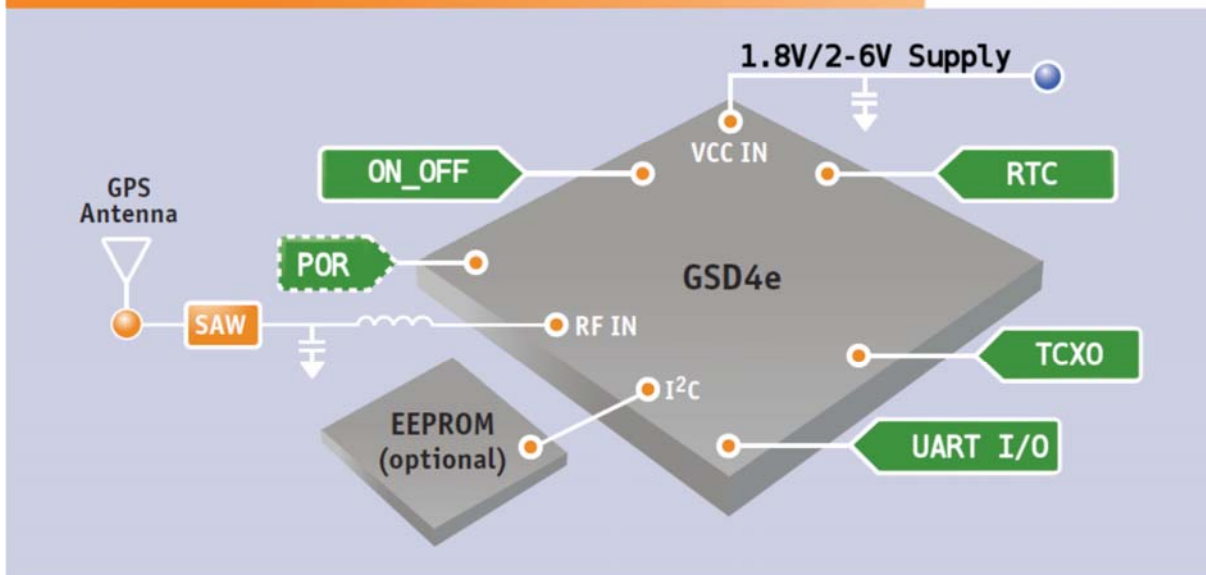 1.8V/2-6V Supply
VCC IN
ON_OFF
RTC
GPS
Antenna
POR
GSD4e
SAW
RF IN
TCXO
I²C
EEPROM
(optional)
UART I/O